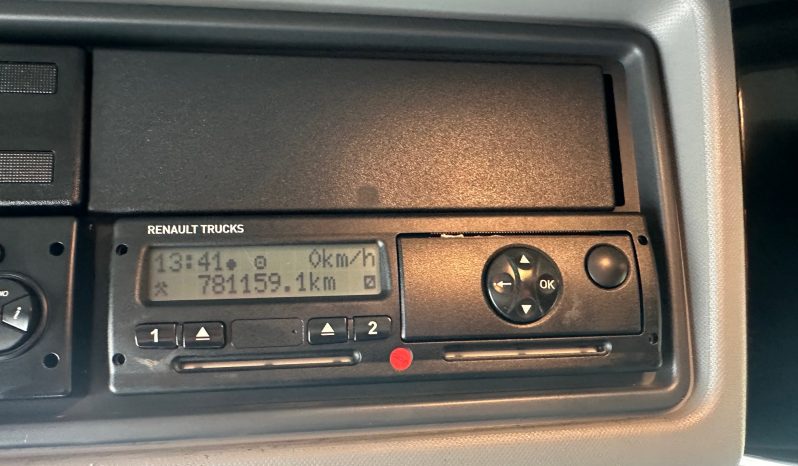 RENAULT TRUCKS
13:41 0km/h
781159.1km
1 2
OK